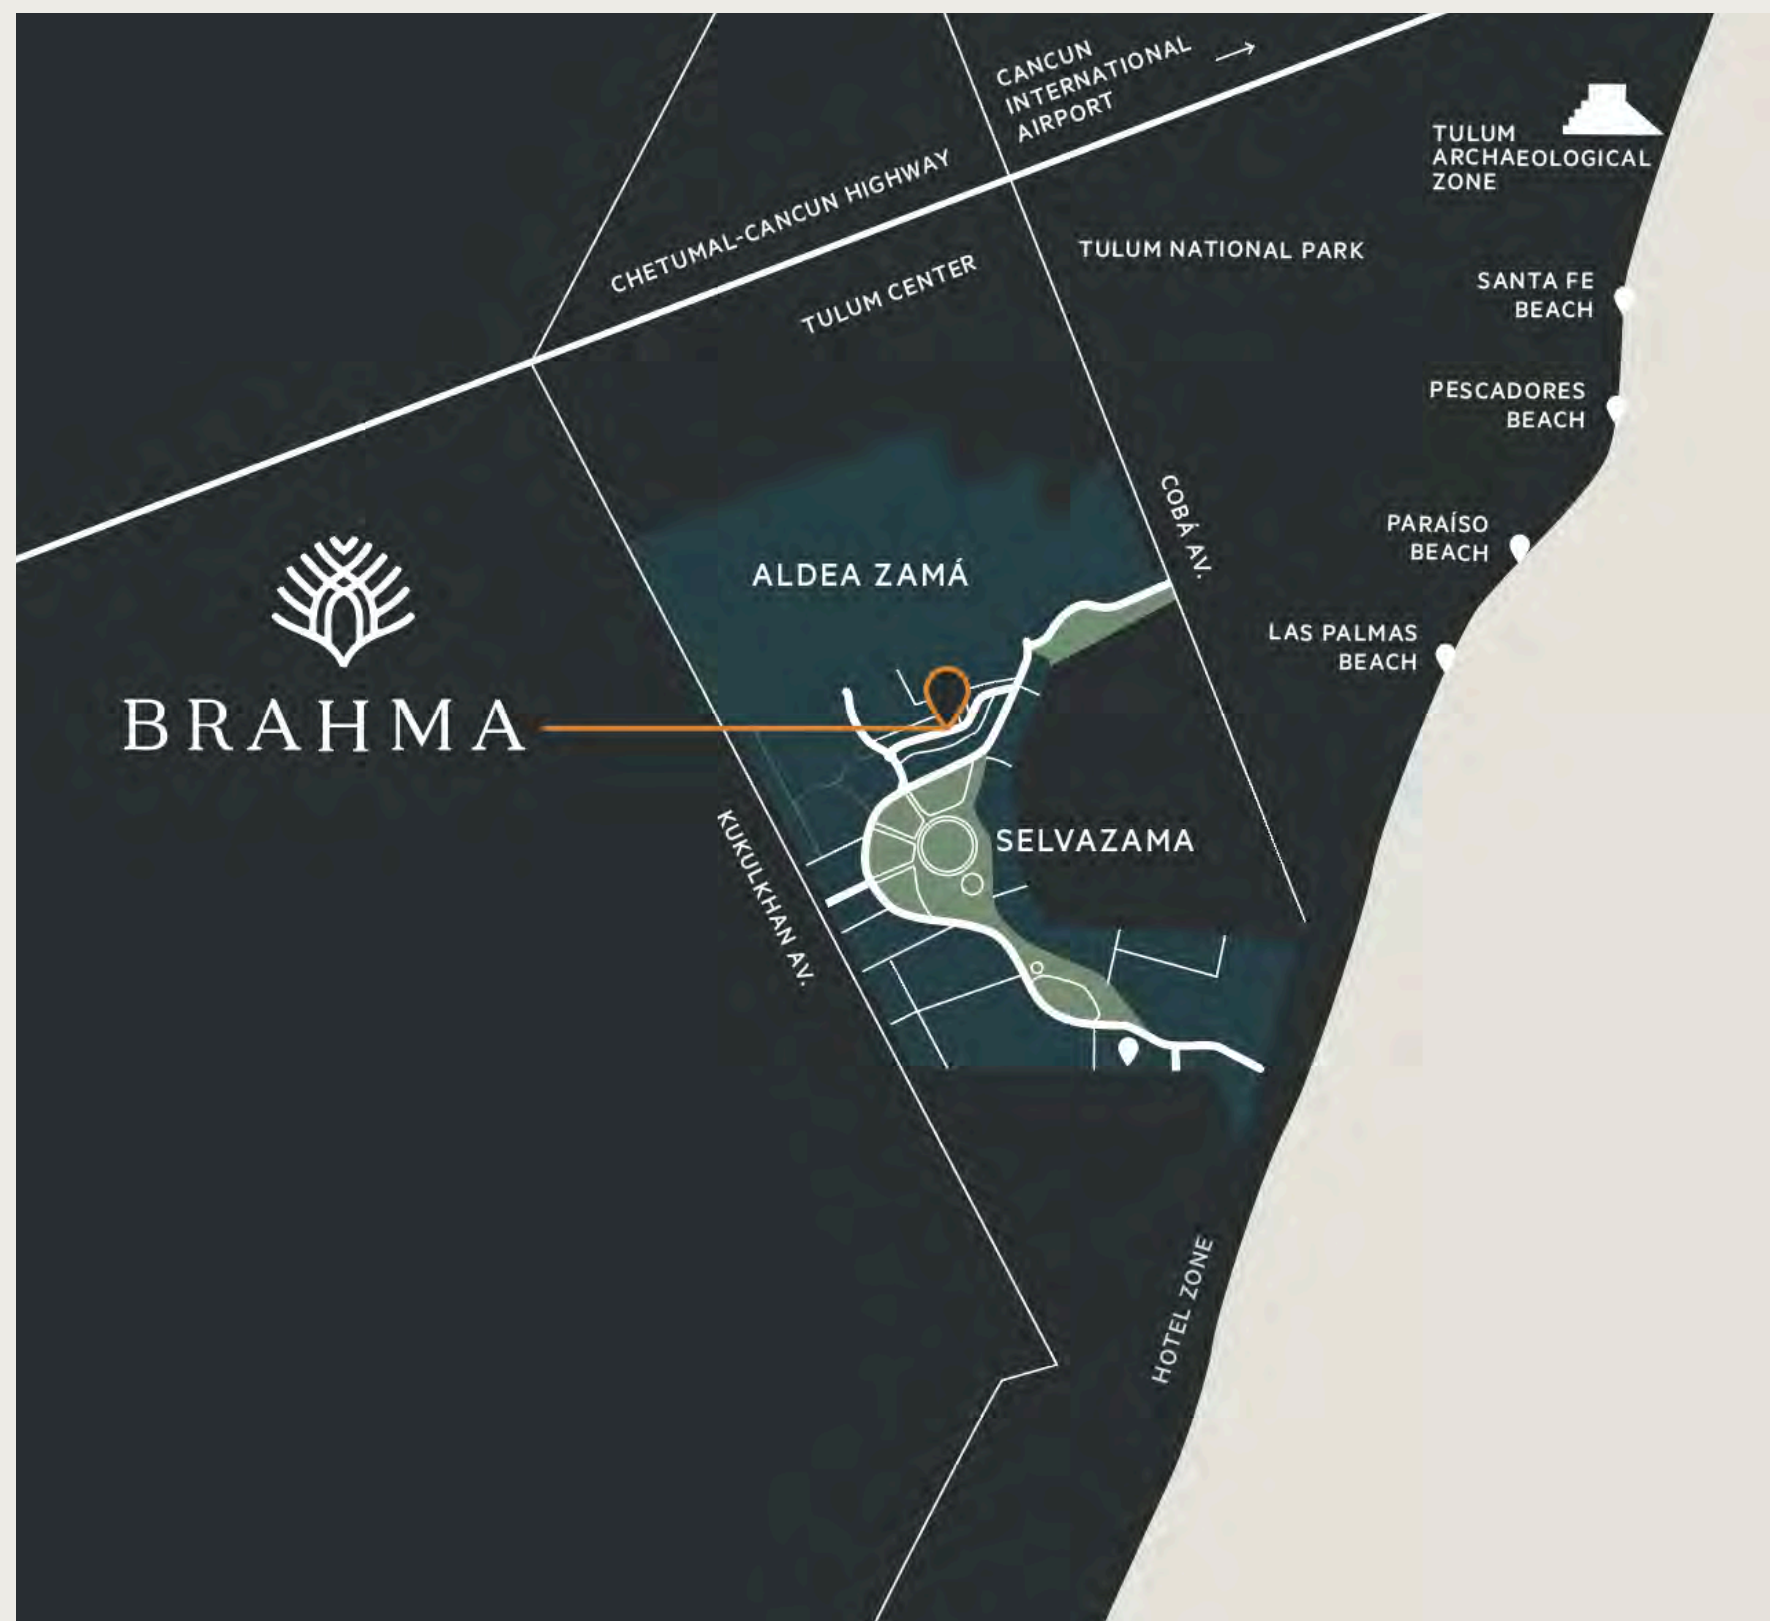 CANCUN
INTERNATIONAL
AIRPORT
TULUM
ARCHAEOLOGICAL
ZONE
CHETUMAL-CANCUN HIGHWAY
TULUM NATIONAL PARK
TULUM CENTER
SANTA FE
BEACH
PESCADORES
BEACH
COBÁ AV.
PARAÍSO
BEACH
ALDEA ZAMÁ
LAS PALMAS
BEACH
BRAHMA
SELVAZAMA
KUKULKHAN AV.
HOTEL ZONE